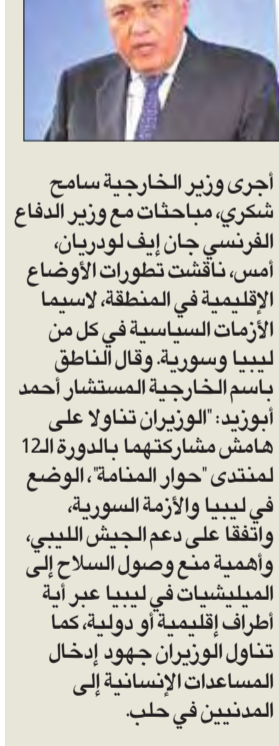 أجرى وزير الخارجية سامح
شكري، مباحثات مع وزير الدفاع
الفرنسي جان إيف لودريان،
أمس، ناقشت تطورات الأوضاع
الإقليمية في المنطقة، لاسيما
الأزمات السياسية في كل من
ليبيا وسورية. وقال الناطق
باسم الخارجية المستشار أحمد
أبوزيد: "الوزيران تناولا على
هامش مشاركتهما بالدورة الـ12
لمنتدى "حوار المنامة"، الوضع
في ليبيا والأزمة السورية،
واتفقا على دعم الجيش الليبي،
وأهمية منع وصول السلاح إلى
الميليشيات في ليبيا عبر أية
أطراف إقليمية أو دولية، كما
تناول الوزيران جهود إدخال
المساعدات الإنسانية إلى
المدنيين في حلب.